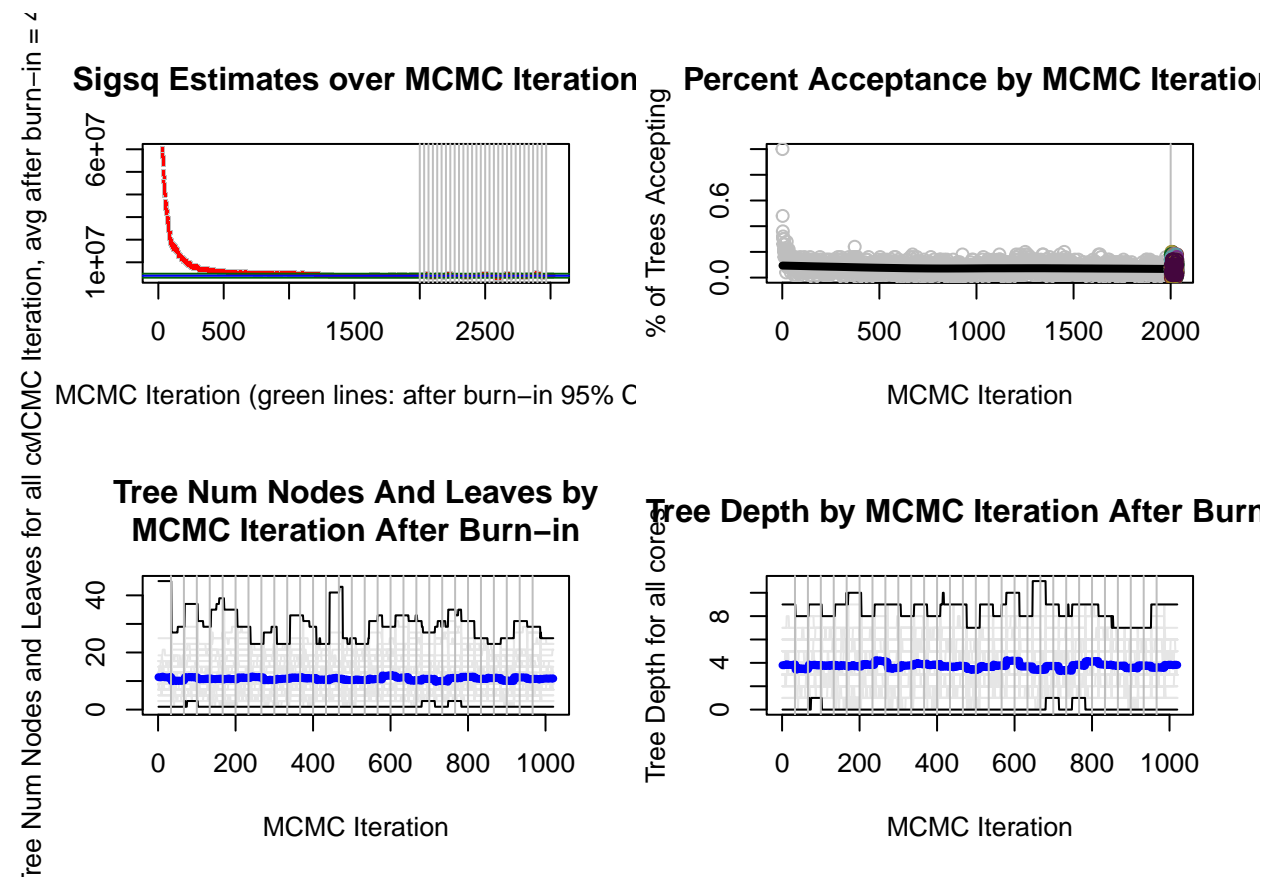 Sigsq Estimates over MCMC Iteration
MCMC Iteration, avg after burn−in =
6e+07
1e+07
0 500 1500 2500
MCMC Iteration (green lines: after burn−in 95%
Percent Acceptance by MCMC Iteration
% of Trees Accepting
0.6
0.0
0 500 1000 1500 2000
MCMC Iteration
Tree Num Nodes And Leaves by
MCMC Iteration After Burn−in
Tree Num Nodes and Leaves for all
40
20
0
0 200 400 600 800 1000
MCMC Iteration
Tree Depth by MCMC Iteration After Burn
Tree Depth for all cores
8
4
0
0 200 400 600 800 1000
MCMC Iteration